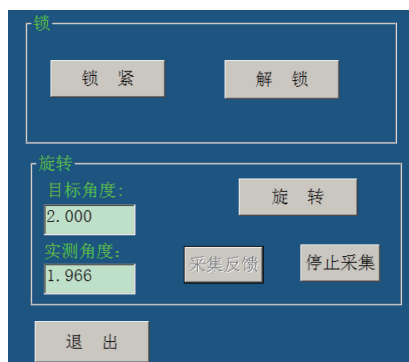 锁
锁 紧
解 锁
旋转
目标角度:
2.000
旋 转
实测角度:
1.966
采集反馈
停止采集
退 出